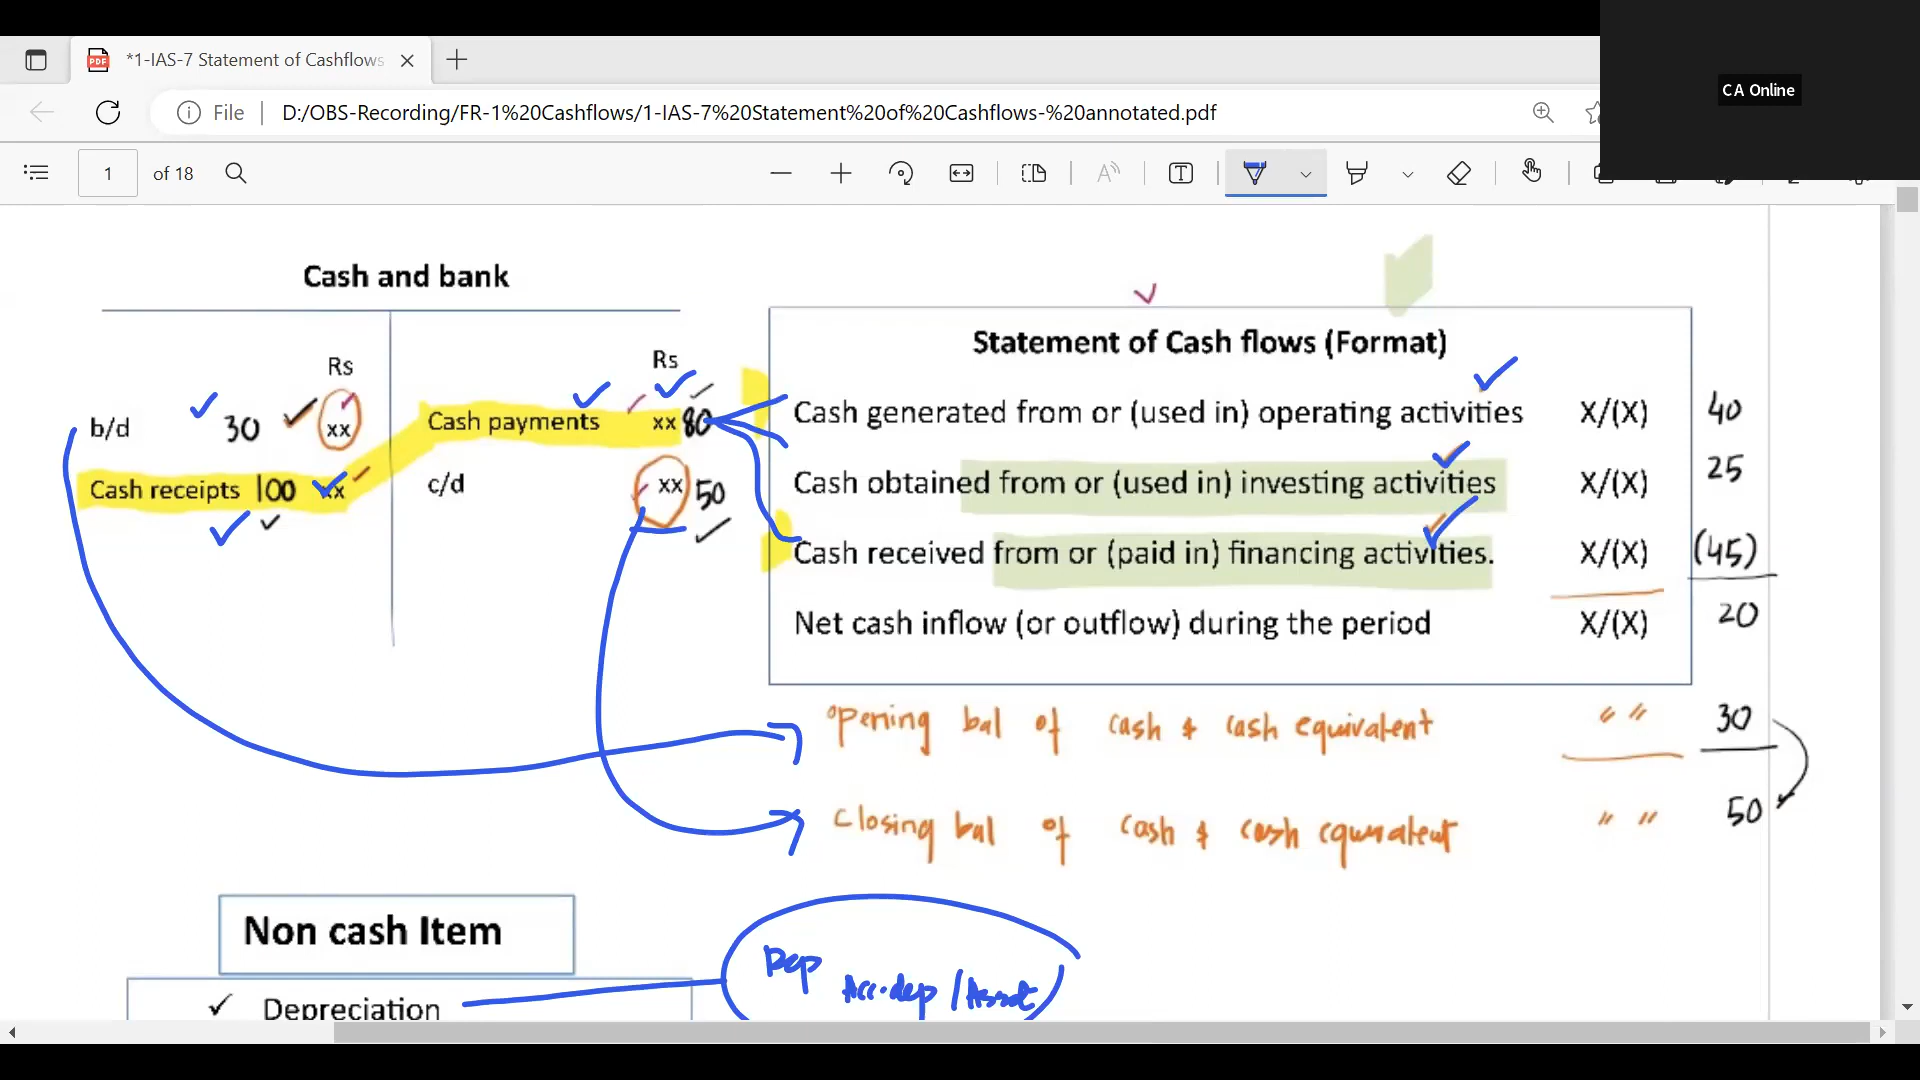 *1-IAS-7 Statement of Cashflows
CA Online
File
D:/OBS-Recording/FR-1%20Cashflows/1-IAS-7%20Statement%20of%20Cashflows-%20annotated.pdf
1 of 18
Cash and bank
Rs
Rs
b/d 30 xx
Cash payments xx 80
Cash receipts 100 xx
c/d xx 50
Statement of Cash flows (Format)
Cash generated from or (used in) operating activities X/(X) 40
Cash obtained from or (used in) investing activities X/(X) 25
Cash received from or (paid in) financing activities. X/(X) (45)
Net cash inflow (or outflow) during the period X/(X) 20
opening bal of cash & cash equivalent " " 30
closing bal of cash & cash equivalent " " 50
Non cash Item
✓ Depreciation
Dep
Acc.dep / Asset